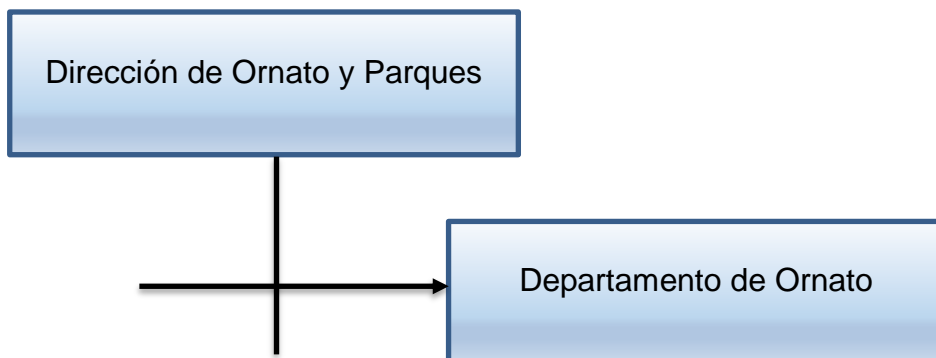 Dirección de Ornato y Parques
Departamento de Ornato